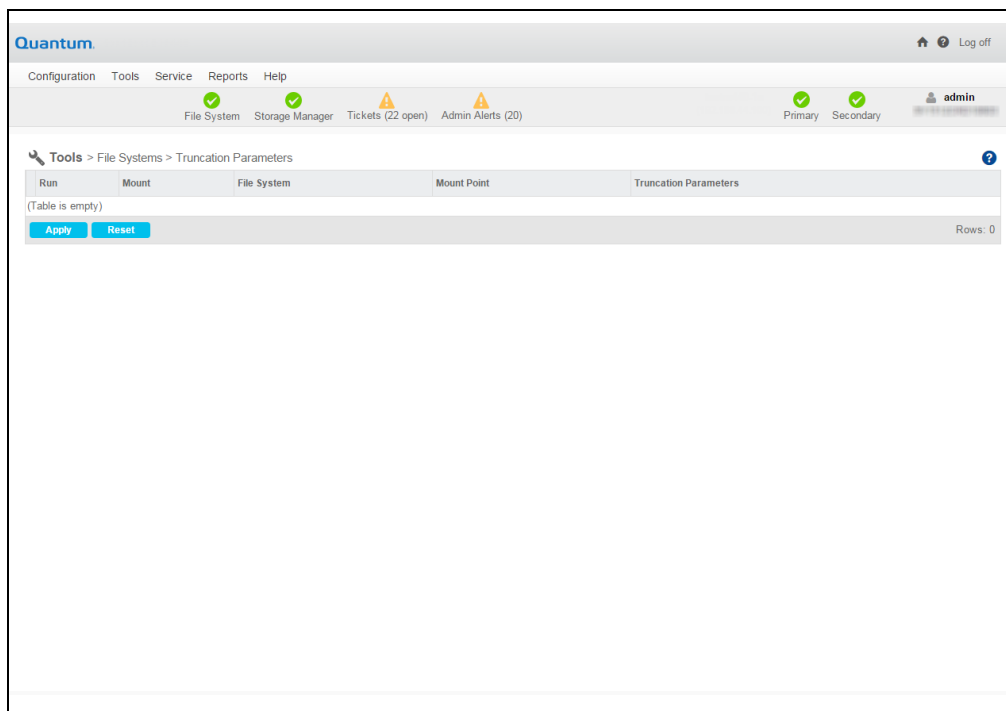 Quantum.
Log off
Configuration Tools Service Reports Help
File System Storage Manager Tickets (22 open) Admin Alerts (20) Primary Secondary admin
Tools > File Systems > Truncation Parameters
Run Mount File System Mount Point Truncation Parameters
(Table is empty)
Apply Reset Rows: 0